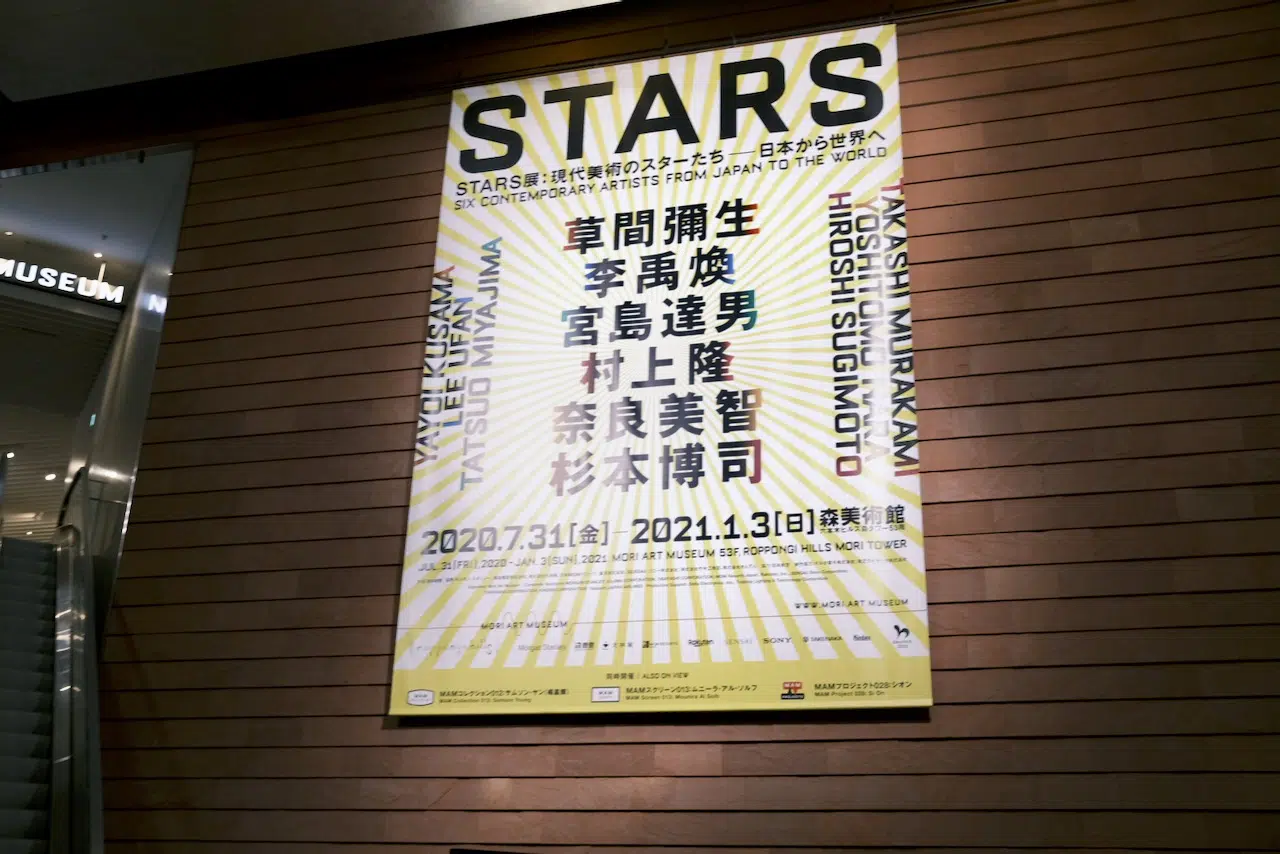 MUSEUM
STARS
STARS展:現代美術のスターたち——日本から世界へ
SIX CONTEMPORARY ARTISTS FROM JAPAN TO THE WORLD
YAYOI KUSAMA
LEE UFAN
TATSUO MIYAJIMA
草間彌生
李禹煥
宮島達男
村上隆
奈良美智
杉本博司
TAKASHI MURAKAMI
YOSHITOMO NARA
HIROSHI SUGIMOTO
2020.7.31[金]—2021.1.3[日]森美術館
JUL 31(FRI), 2020 - JAN. 3(SUN), 2021 MORI ART MUSEUM 53F, ROPPONGI HILLS MORI TOWER
WWW.MORI.ART.MUSEUM
MORI ART MUSEUM
Morgan Stanley
Rakuten
SENSAI
SONY
TAKENAKA
同時開催 | ALSO ON VIEW
MAMコレクション012:サムソン・ヤン(楊嘉輝)
MAM Collection 012: Samson Young
MAMスクリーン013:ムニーラ・アル・ソルフ
MAM Screen 013: Mounira Al Solh
MAMプロジェクト028:シオン
MAM Project 028: Si On